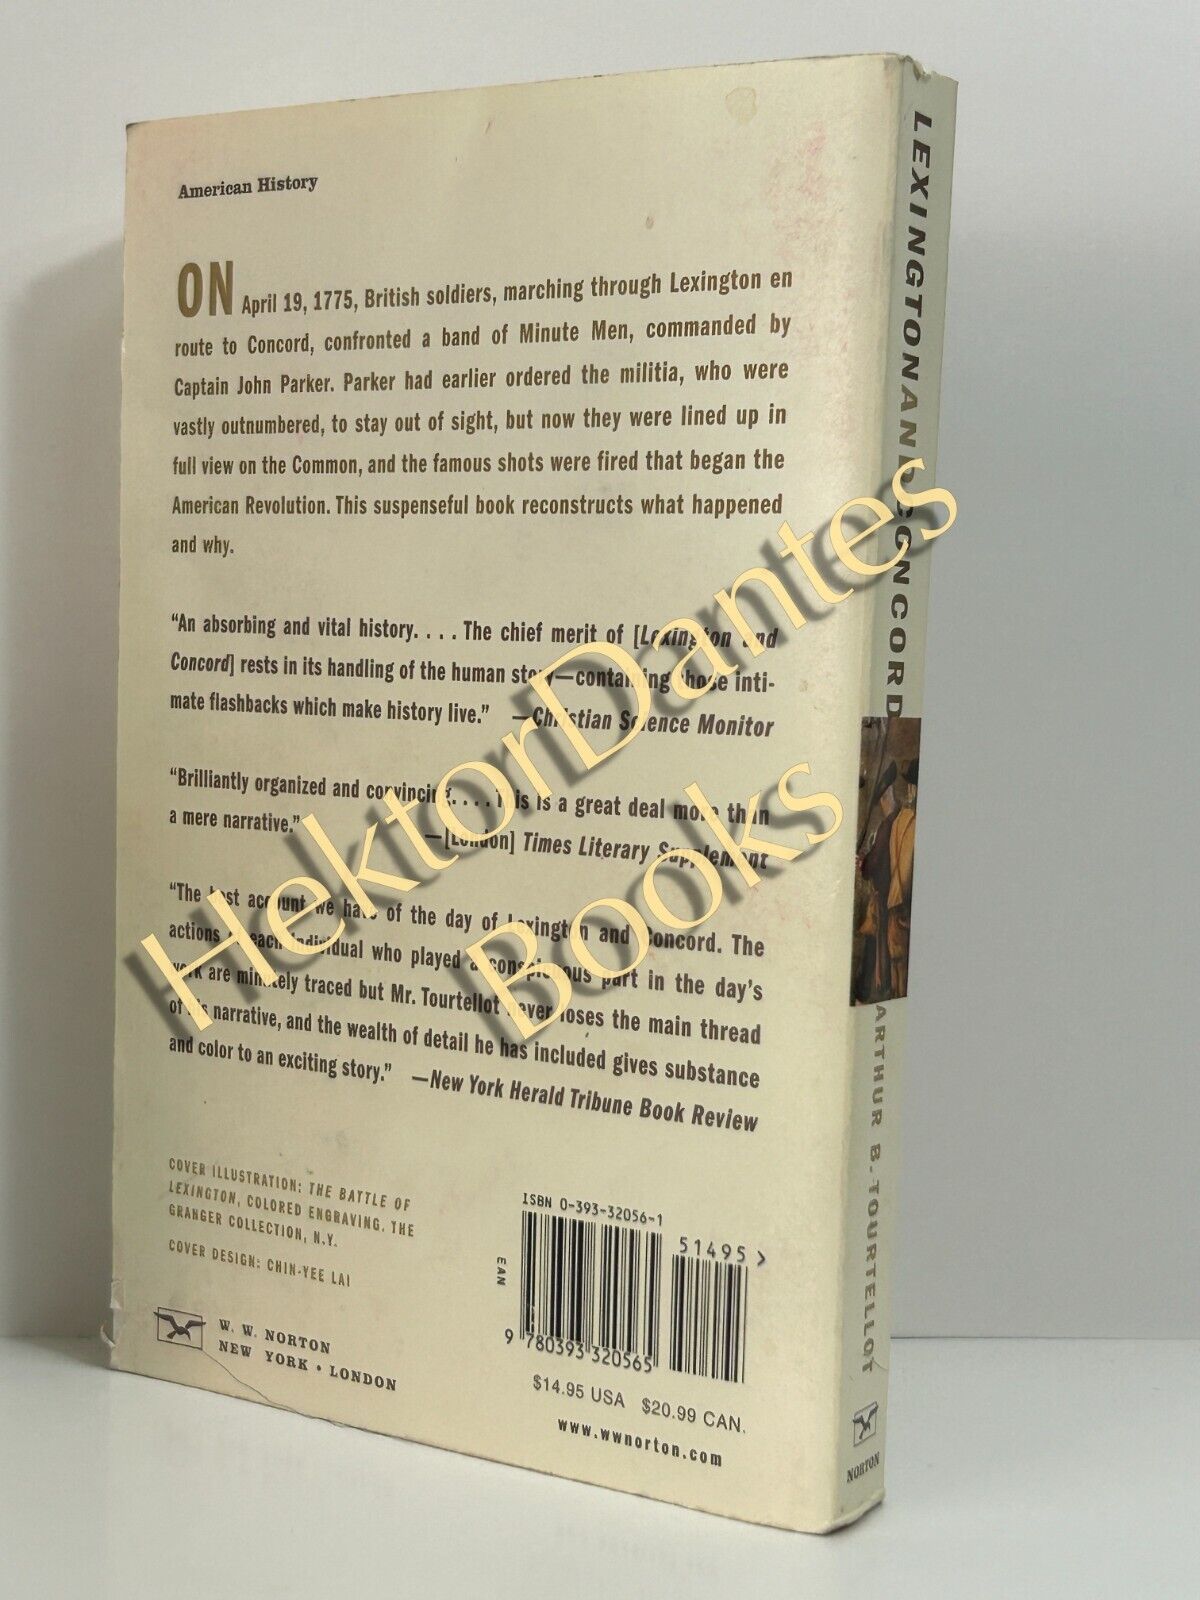 American History
ON April 19, 1775, British soldiers, marching through Lexington en
route to Concord, confronted a band of Minute Men, commanded by
Captain John Parker. Parker had earlier ordered the militia, who were
vastly outnumbered, to stay out of sight, but now they were lined up in
full view on the Common, and the famous shots were fired that began the
American Revolution. This suspenseful book reconstructs what happened
and why.
“An absorbing and vital history. . . . The chief merit of [Lexington and
Concord] rests in its handling of the human story—containing those inti-
mate flashbacks which make history live.” —Christian Science Monitor
“Brilliantly organized and convincing. . . . This is a great deal more than
a mere narrative.” —[London] Times Literary Supplement
“The best account we have of the day of Lexington and Concord. The
actions of each individual who played a conspicuous part in the day’s
work are minutely traced but Mr. Tourtellot never loses the main thread
of his narrative, and the wealth of detail he has included gives substance
and color to an exciting story.” —New York Herald Tribune Book Review
COVER ILLUSTRATION: THE BATTLE OF
LEXINGTON, COLORED ENGRAVING. THE
GRANGER COLLECTION, N.Y.
COVER DESIGN: CHIN-YEE LAI
W. W. NORTON
NEW YORK • LONDON
ISBN 0-393-32056-1
51495 >
EAN
9 780393 320565
$14.95 USA $20.99 CAN.
www.wwnorton.com
LEXINGTON AND CONCORD
ARTHUR B. TOURTELLOT
NORTON
HektorDantes
Books